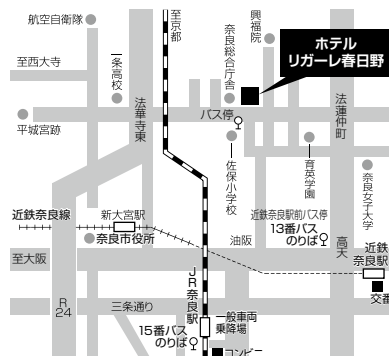 航空自衛隊
至京都
興福院
奈良総合庁舎
ホテル
リガーレ春日野
至西大寺
一条高校
法華寺東
バス停
法蓮仲町
平城宮跡
佐保小学校
育英学園
奈良女子大学
近鉄奈良線
新大宮駅
近鉄奈良駅前バス停
13番バス
のりば
奈良市役所
油阪
高天
近鉄
奈良駅
至大阪
JR奈良駅
交番
R
24
三条通り
一般車両
乗降場
15番バス
のりば
コンビニ